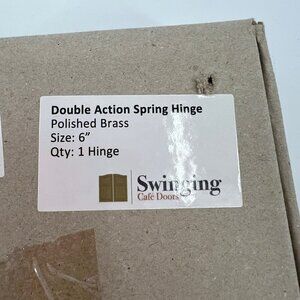 Double Action Spring Hinge
Polished Brass
Size: 6”
Qty: 1 Hinge
Swinging
Café Doors